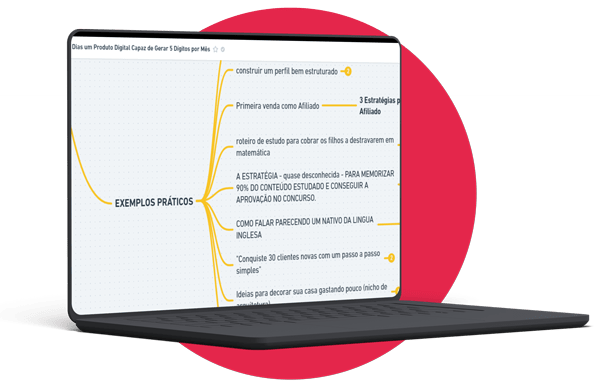 Dias um Produto Digital Capaz de Gerar 5 Dígitos por Mês
construir um perfil bem estruturado
2
Primeira venda como Afiliado
3 Estratégias p
Afiliado
roteiro de estudo para cobrar os filhos a destravarem em
matemática
EXEMPLOS PRÁTICOS
A ESTRATÉGIA - quase desconhecida - PARA MEMORIZAR
90% DO CONTEÚDO ESTUDADO E CONSEGUIR A
APROVAÇÃO NO CONCURSO.
COMO FALAR PARECENDO UM NATIVO DA LINGUA
INGLESA
"Conquiste 30 clientes novas com um passo a passo
simples"
Ideias para decorar sua casa gastando pouco (nicho de